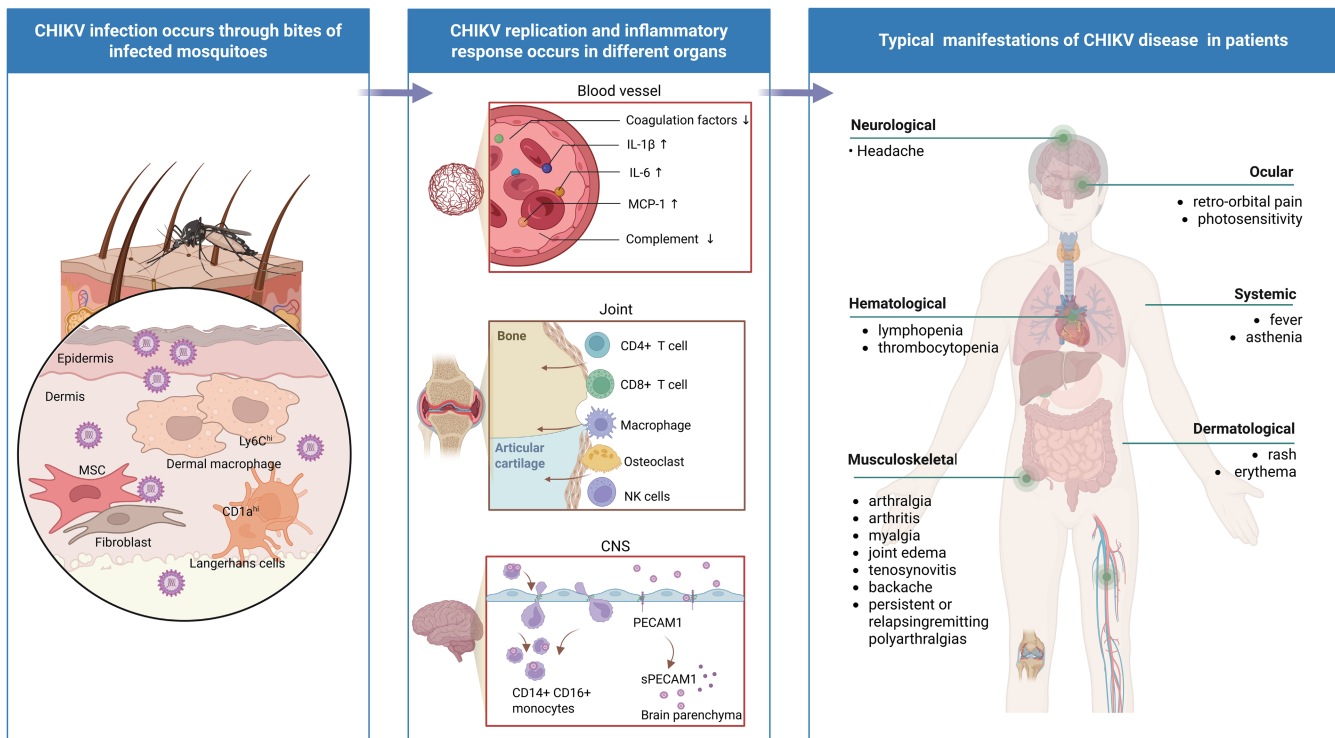 CHIKV infection occurs through bites of
infected mosquitoes
Epidermis
Dermis
Ly6Chi
Dermal macrophage
MSC
CD1ahi
Fibroblast
Langerhans cells
CHIKV replication and inflammatory
response occurs in different organs
Blood vessel
Coagulation factors ↓
IL-1β ↑
IL-6 ↑
MCP-1 ↑
Complement ↓
Joint
Bone
Articular
cartilage
CD4+ T cell
CD8+ T cell
Macrophage
Osteoclast
NK cells
CNS
PECAM1
sPECAM1
CD14+ CD16+
monocytes
Brain parenchyma
Typical manifestations of CHIKV disease in patients
Neurological
• Headache
Ocular
• retro-orbital pain
• photosensitivity
Hematological
• lymphopenia
• thrombocytopenia
Systemic
• fever
• asthenia
Dermatological
• rash
• erythema
Musculoskeletal
• arthralgia
• arthritis
• myalgia
• joint edema
• tenosynovitis
• backache
• persistent or
relapsingremitting
polyarthralgias